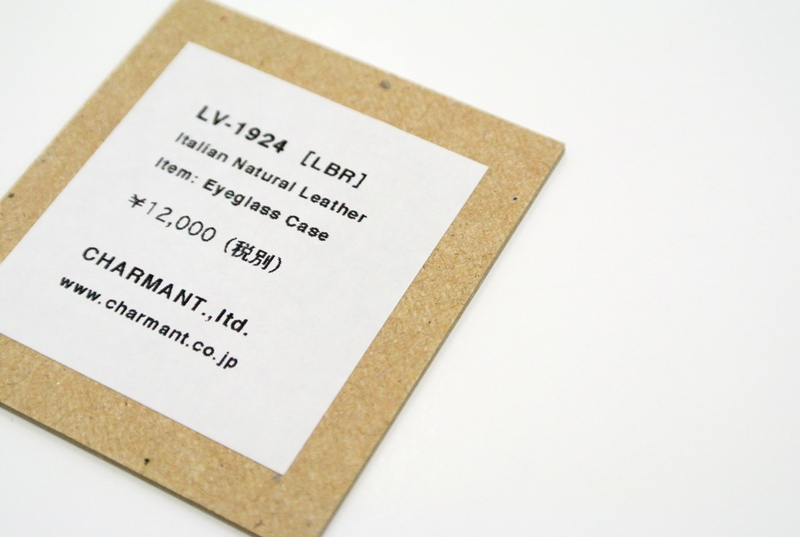 LV-1924 [LBR]
Italian Natural Leather
Item: Eyeglass Case
¥12,000 (税別)
CHARMANT.,ltd.
www.charmant.co.jp